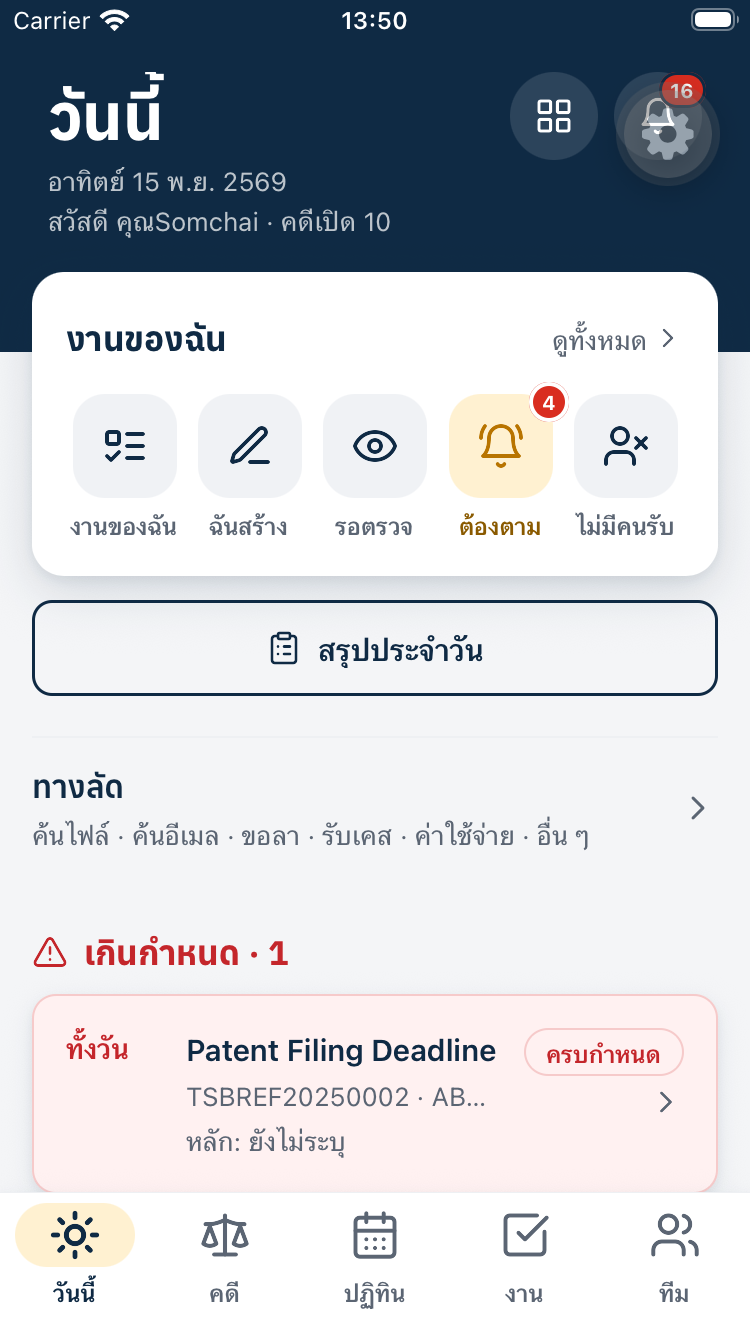 Carrier 13:50
วันนี้
16
อาทิตย์ 15 พ.ย. 2569
สวัสดี คุณSomchai · คดีเปิด 10
งานของฉัน
ดูทั้งหมด
4
งานของฉัน ฉันสร้าง รอตรวจ ต้องตาม ไม่มีคนรับ
สรุปประจำวัน
ทางลัด
ค้นไฟล์ · ค้นอีเมล · ขอลา · รับเคส · ค่าใช้จ่าย · อื่น ๆ
เกินกำหนด · 1
ทั้งวัน Patent Filing Deadline ครบกำหนด
TSBREF20250002 · AB...
หลัก: ยังไม่ระบุ
วันนี้ คดี ปฏิทิน งาน ทีม